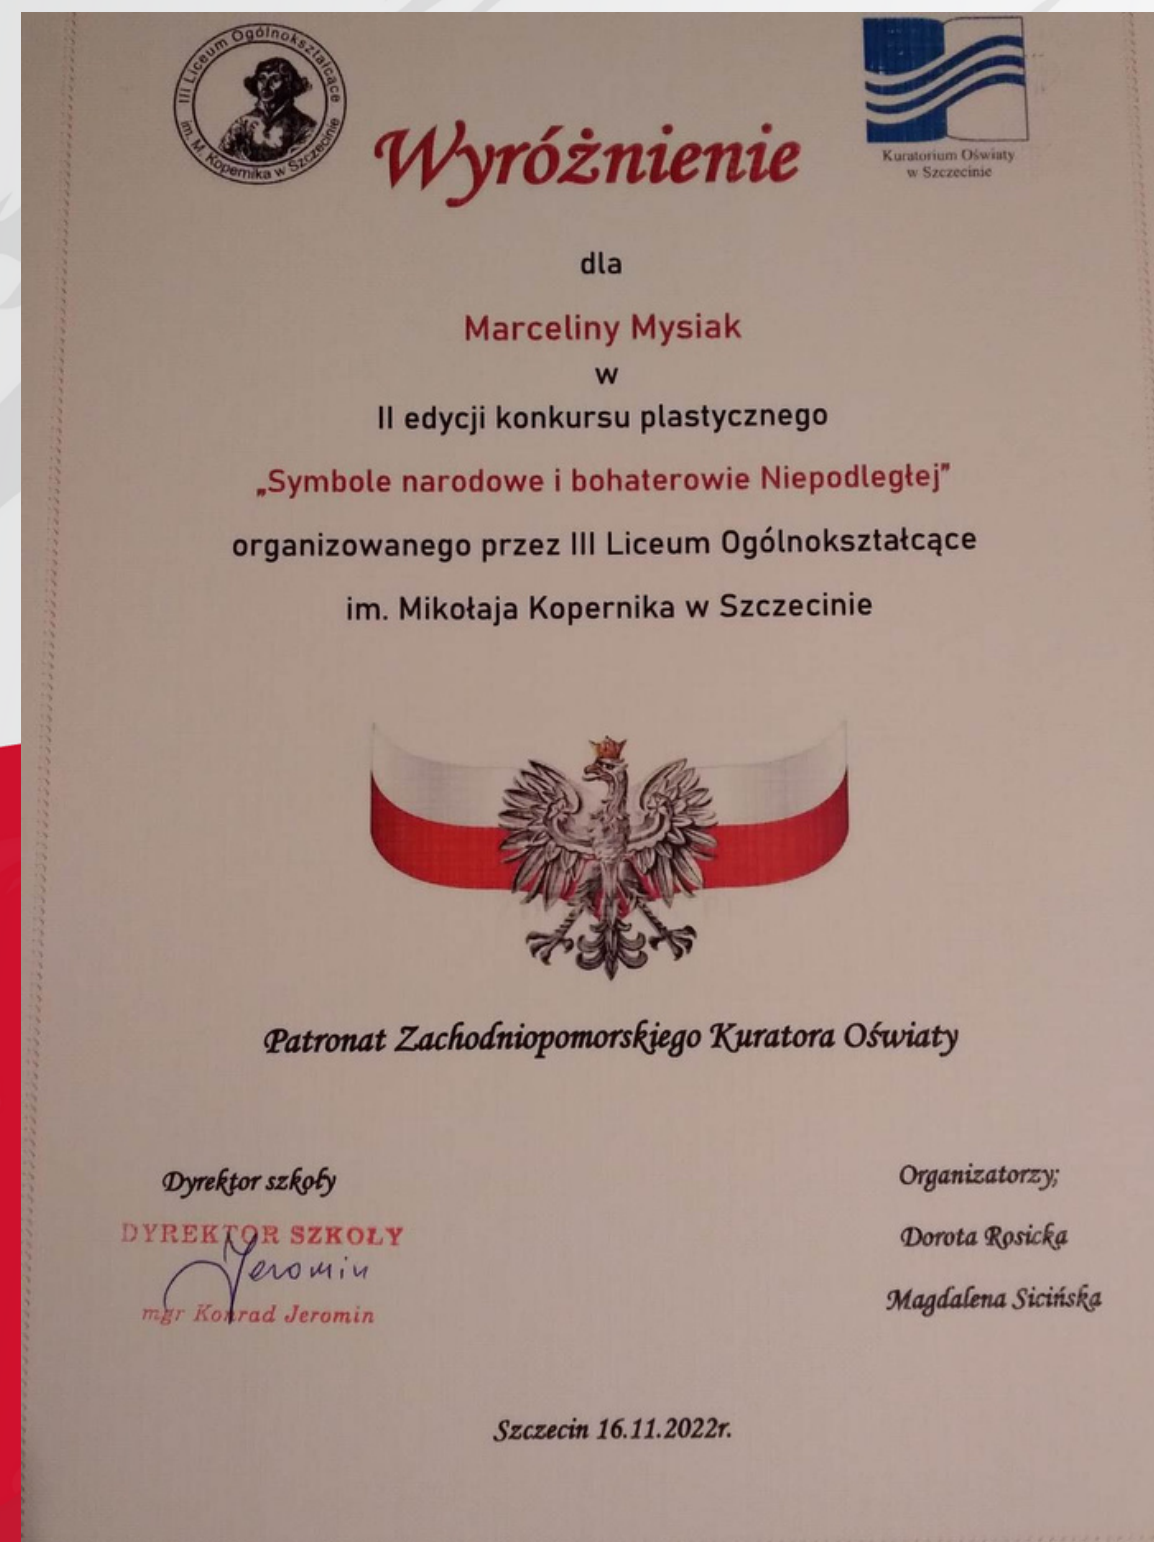 III Liceum Ogólnokształcące
im. M. Kopernika w Szczecinie
Kuratorium Oświaty
w Szczecinie
Wyróżnienie
dla
Marceliny Mysiak
w
II edycji konkursu plastycznego
„Symbole narodowe i bohaterowie Niepodległej”
organizowanego przez III Liceum Ogólnokształcące
im. Mikołaja Kopernika w Szczecinie
Patronat Zachodniopomorskiego Kuratora Oświaty
Dyrektor szkoły
DYREKTOR SZKOŁY
Jeromin
mgr Konrad Jeromin
Organizatorzy;
Dorota Rosicka
Magdalena Sicińska
Szczecin 16.11.2022r.